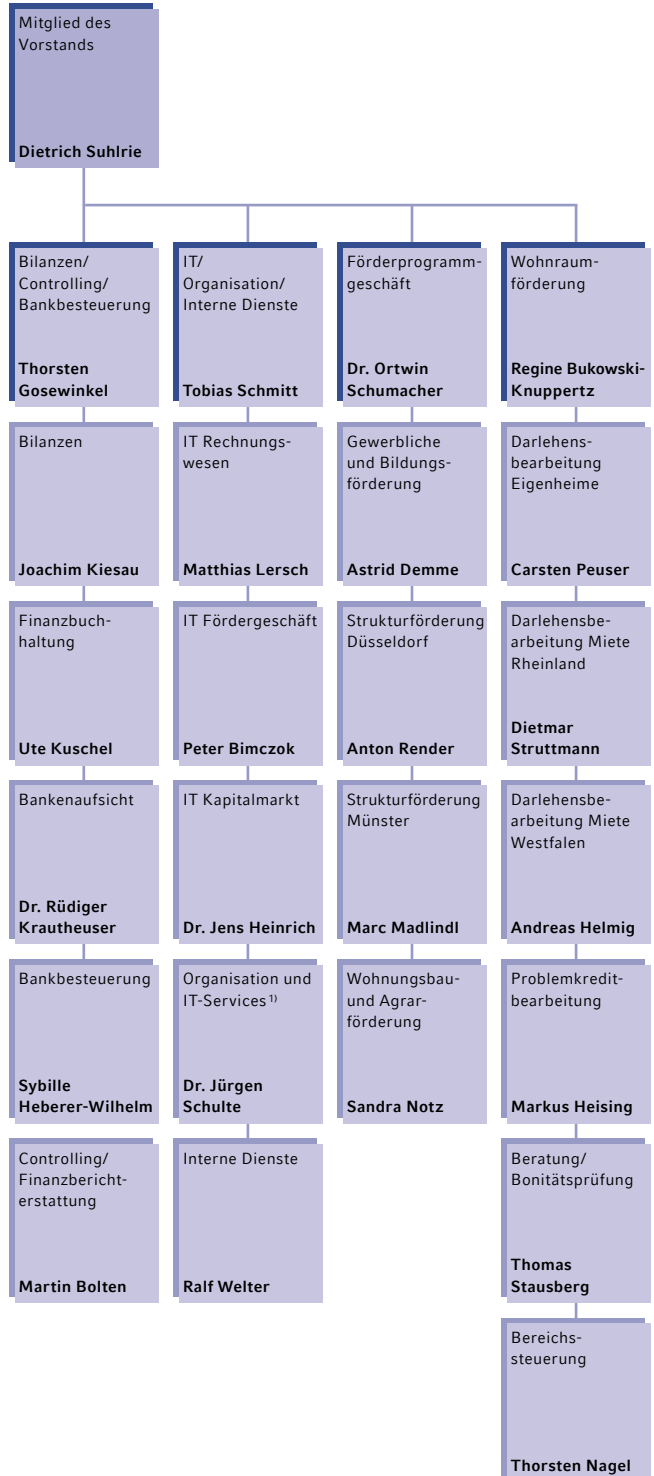 Mitglied des
Vorstands
Dietrich Suhlrie
Bilanzen/
Controlling/
Bankbesteuerung
Thorsten
Gosewinkel
Bilanzen
Joachim Kiesau
Finanzbuch-
haltung
Ute Kuschel
Bankenaufsicht
Dr. Rüdiger
Krautheuser
Bankbesteuerung
Sybille
Heberer-Wilhelm
Controlling/
Finanzbericht-
erstattung
Martin Bolten
IT/
Organisation/
Interne Dienste
Tobias Schmitt
IT Rechnungs-
wesen
Matthias Lersch
IT Fördergeschäft
Peter Bimczok
IT Kapitalmarkt
Dr. Jens Heinrich
Organisation und
IT-Services 1)
Dr. Jürgen
Schulte
Interne Dienste
Ralf Welter
Förderprogramm-
geschäft
Dr. Ortwin
Schumacher
Gewerbliche
und Bildungs-
förderung
Astrid Demme
Strukturförderung
Düsseldorf
Anton Render
Strukturförderung
Münster
Marc Madlindl
Wohnungsbau-
und Agrar-
förderung
Sandra Notz
Wohnraum-
förderung
Regine Bukowski-
Knuppertz
Darlehens-
bearbeitung
Eigenheime
Carsten Peuser
Darlehensbe-
arbeitung Miete
Rheinland
Dietmar
Struttmann
Darlehensbe-
arbeitung Miete
Westfalen
Andreas Helmig
Problemkredit-
bearbeitung
Markus Heising
Beratung/
Bonitätsprüfung
Thomas
Stausberg
Bereichs-
steuerung
Thorsten Nagel